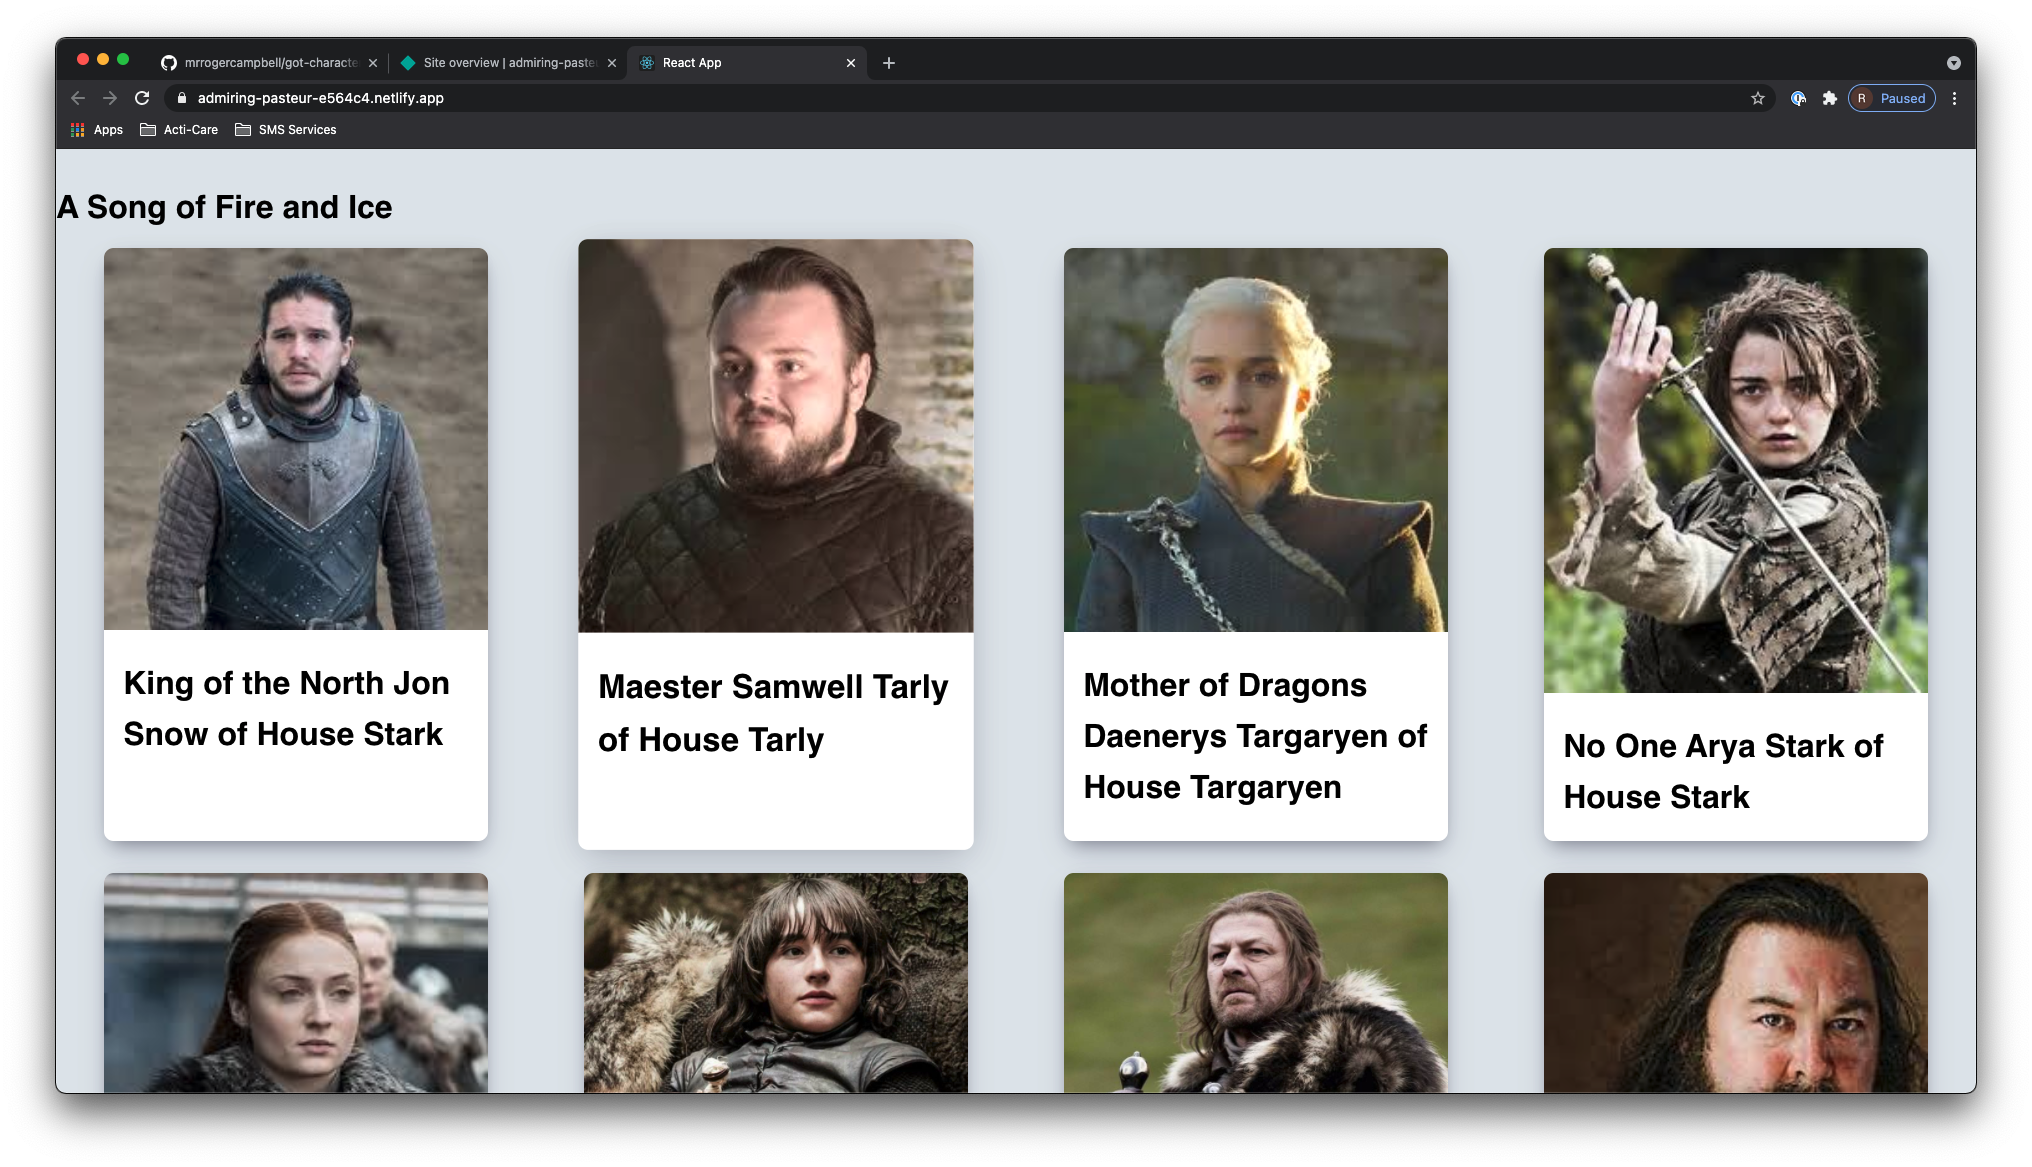 mrrogercampbell/got-characte
Site overview | admiring-paste
React App
admiring-pasteur-e564c4.netlify.app
R Paused
Apps Acti-Care SMS Services
A Song of Fire and Ice
King of the North Jon
Snow of House Stark
Maester Samwell Tarly
of House Tarly
Mother of Dragons
Daenerys Targaryen of
House Targaryen
No One Arya Stark of
House Stark